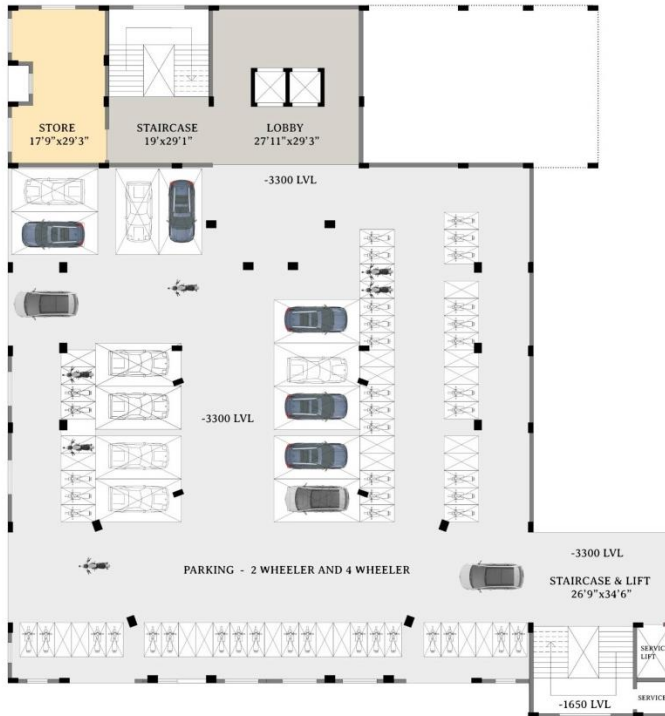 STORE
17'9"x29'3"
STAIRCASE
19'x29'1"
LOBBY
27'11"x29'3"
-3300 LVL
-3300 LVL
PARKING - 2 WHEELER AND 4 WHEELER
-3300 LVL
STAIRCASE & LIFT
26'9"x34'6"
SERVICE
LIFT
SERVICE
-1650 LVL